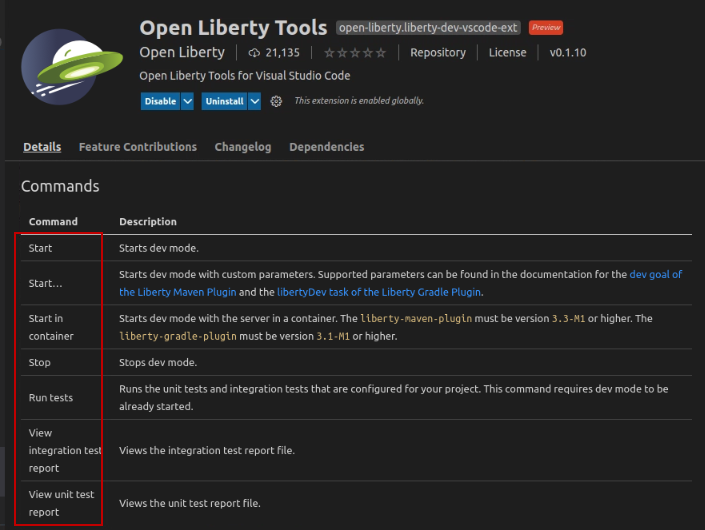 Open Liberty Tools open-liberty.liberty-dev-vscode-ext Preview
Open Liberty 21,135 Repository License v0.1.10
Open Liberty Tools for Visual Studio Code
Disable Uninstall This extension is enabled globally.
Details Feature Contributions Changelog Dependencies
Commands
Command Description
Start Starts dev mode.
Start... Starts dev mode with custom parameters. Supported parameters can be found in the documentation for the dev goal of
the Liberty Maven Plugin and the libertyDev task of the Liberty Gradle Plugin.
Start in
container
Starts dev mode with the server in a container. The liberty-maven-plugin must be version 3.3-M1 or higher. The
liberty-gradle-plugin must be version 3.1-M1 or higher.
Stop Stops dev mode.
Run tests
Runs the unit tests and integration tests that are configured for your project. This command requires dev mode to be
already started.
View
integration test
report
Views the integration test report file.
View unit test
report
Views the unit test report file.